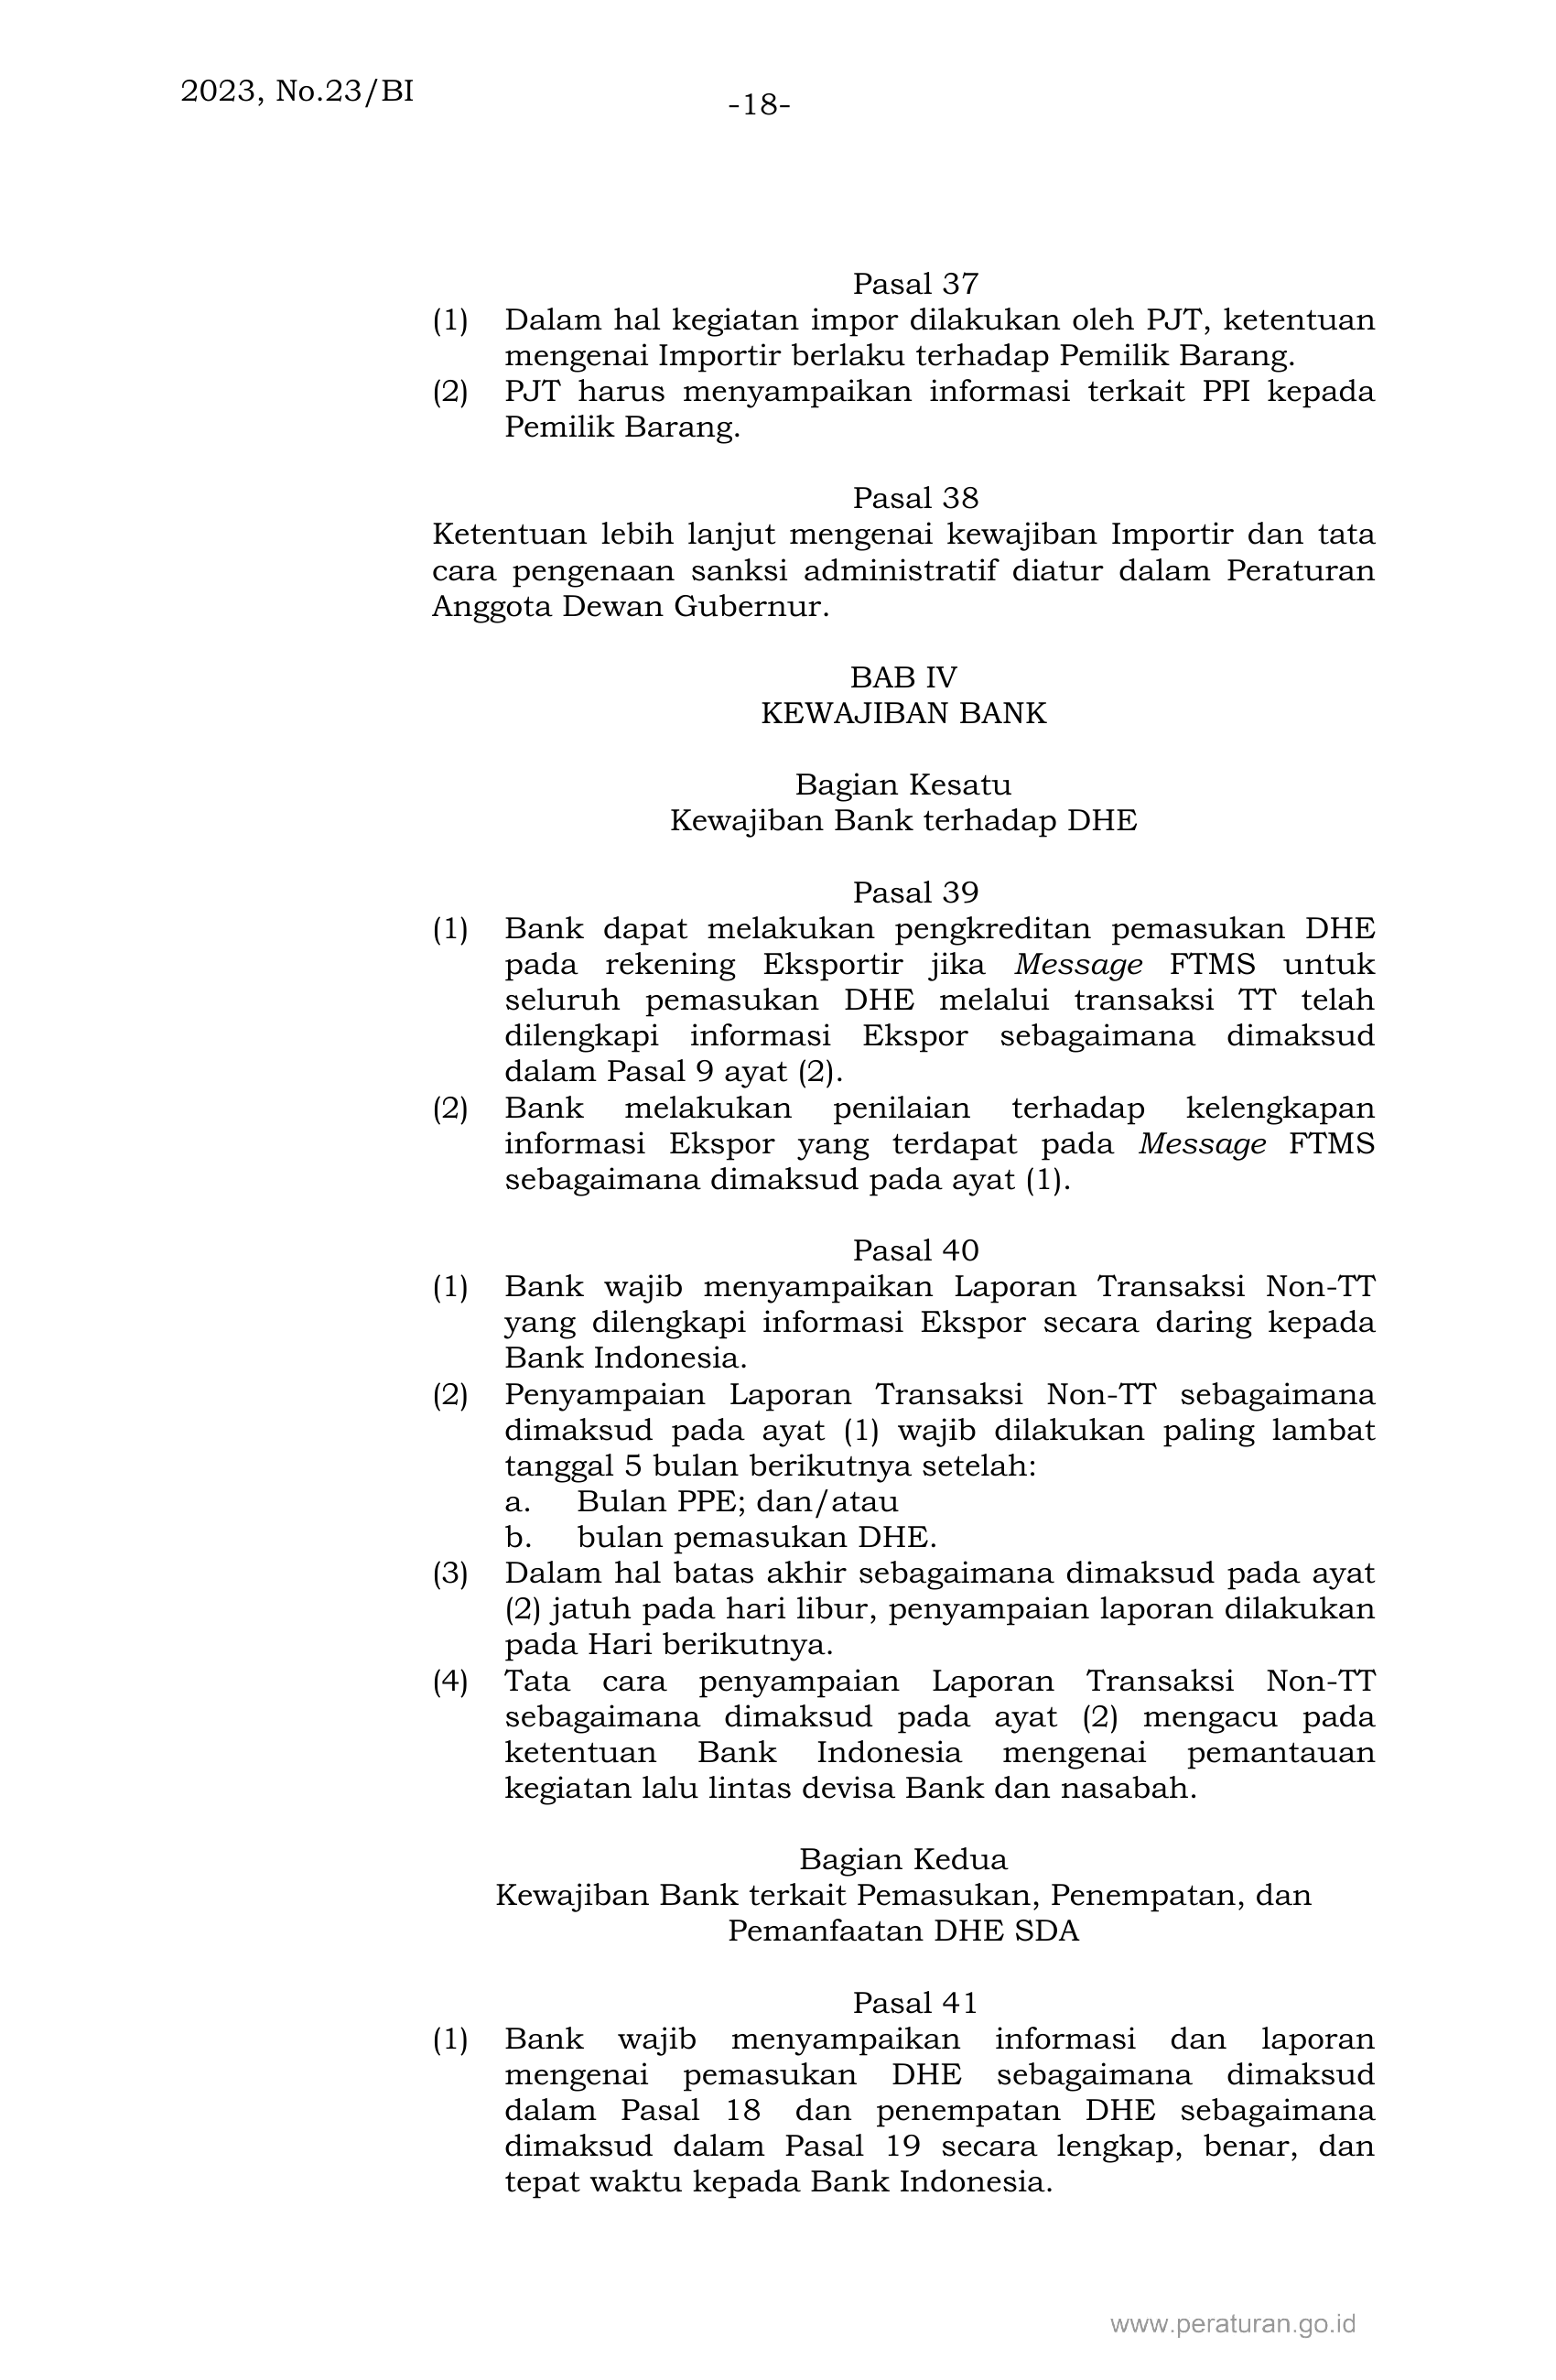 2023, No.23/BI
-18-
Pasal 37
(1) Dalam hal kegiatan impor dilakukan oleh PJT, ketentuan
mengenai Importir berlaku terhadap Pemilik Barang.
(2) PJT harus menyampaikan informasi terkait PPI kepada
Pemilik Barang.
Pasal 38
Ketentuan lebih lanjut mengenai kewajiban Importir dan tata
cara pengenaan sanksi administratif diatur dalam Peraturan
Anggota Dewan Gubernur.
BAB IV
KEWAJIBAN BANK
Bagian Kesatu
Kewajiban Bank terhadap DHE
Pasal 39
(1) Bank dapat melakukan pengkreditan pemasukan DHE
pada rekening Eksportir jika Message FTMS untuk
seluruh pemasukan DHE melalui transaksi TT telah
dilengkapi informasi Ekspor sebagaimana dimaksud
dalam Pasal 9 ayat (2).
(2) Bank melakukan penilaian terhadap kelengkapan
informasi Ekspor yang terdapat pada Message FTMS
sebagaimana dimaksud pada ayat (1).
Pasal 40
(1) Bank wajib menyampaikan Laporan Transaksi Non-TT
yang dilengkapi informasi Ekspor secara daring kepada
Bank Indonesia.
(2) Penyampaian Laporan Transaksi Non-TT sebagaimana
dimaksud pada ayat (1) wajib dilakukan paling lambat
tanggal 5 bulan berikutnya setelah:
a. Bulan PPE; dan/atau
b. bulan pemasukan DHE.
(3) Dalam hal batas akhir sebagaimana dimaksud pada ayat
(2) jatuh pada hari libur, penyampaian laporan dilakukan
pada Hari berikutnya.
(4) Tata cara penyampaian Laporan Transaksi Non-TT
sebagaimana dimaksud pada ayat (2) mengacu pada
ketentuan Bank Indonesia mengenai pemantauan
kegiatan lalu lintas devisa Bank dan nasabah.
Bagian Kedua
Kewajiban Bank terkait Pemasukan, Penempatan, dan
Pemanfaatan DHE SDA
Pasal 41
(1) Bank wajib menyampaikan informasi dan laporan
mengenai pemasukan DHE sebagaimana dimaksud
dalam Pasal 18 dan penempatan DHE sebagaimana
dimaksud dalam Pasal 19 secara lengkap, benar, dan
tepat waktu kepada Bank Indonesia.
www.peraturan.go.id